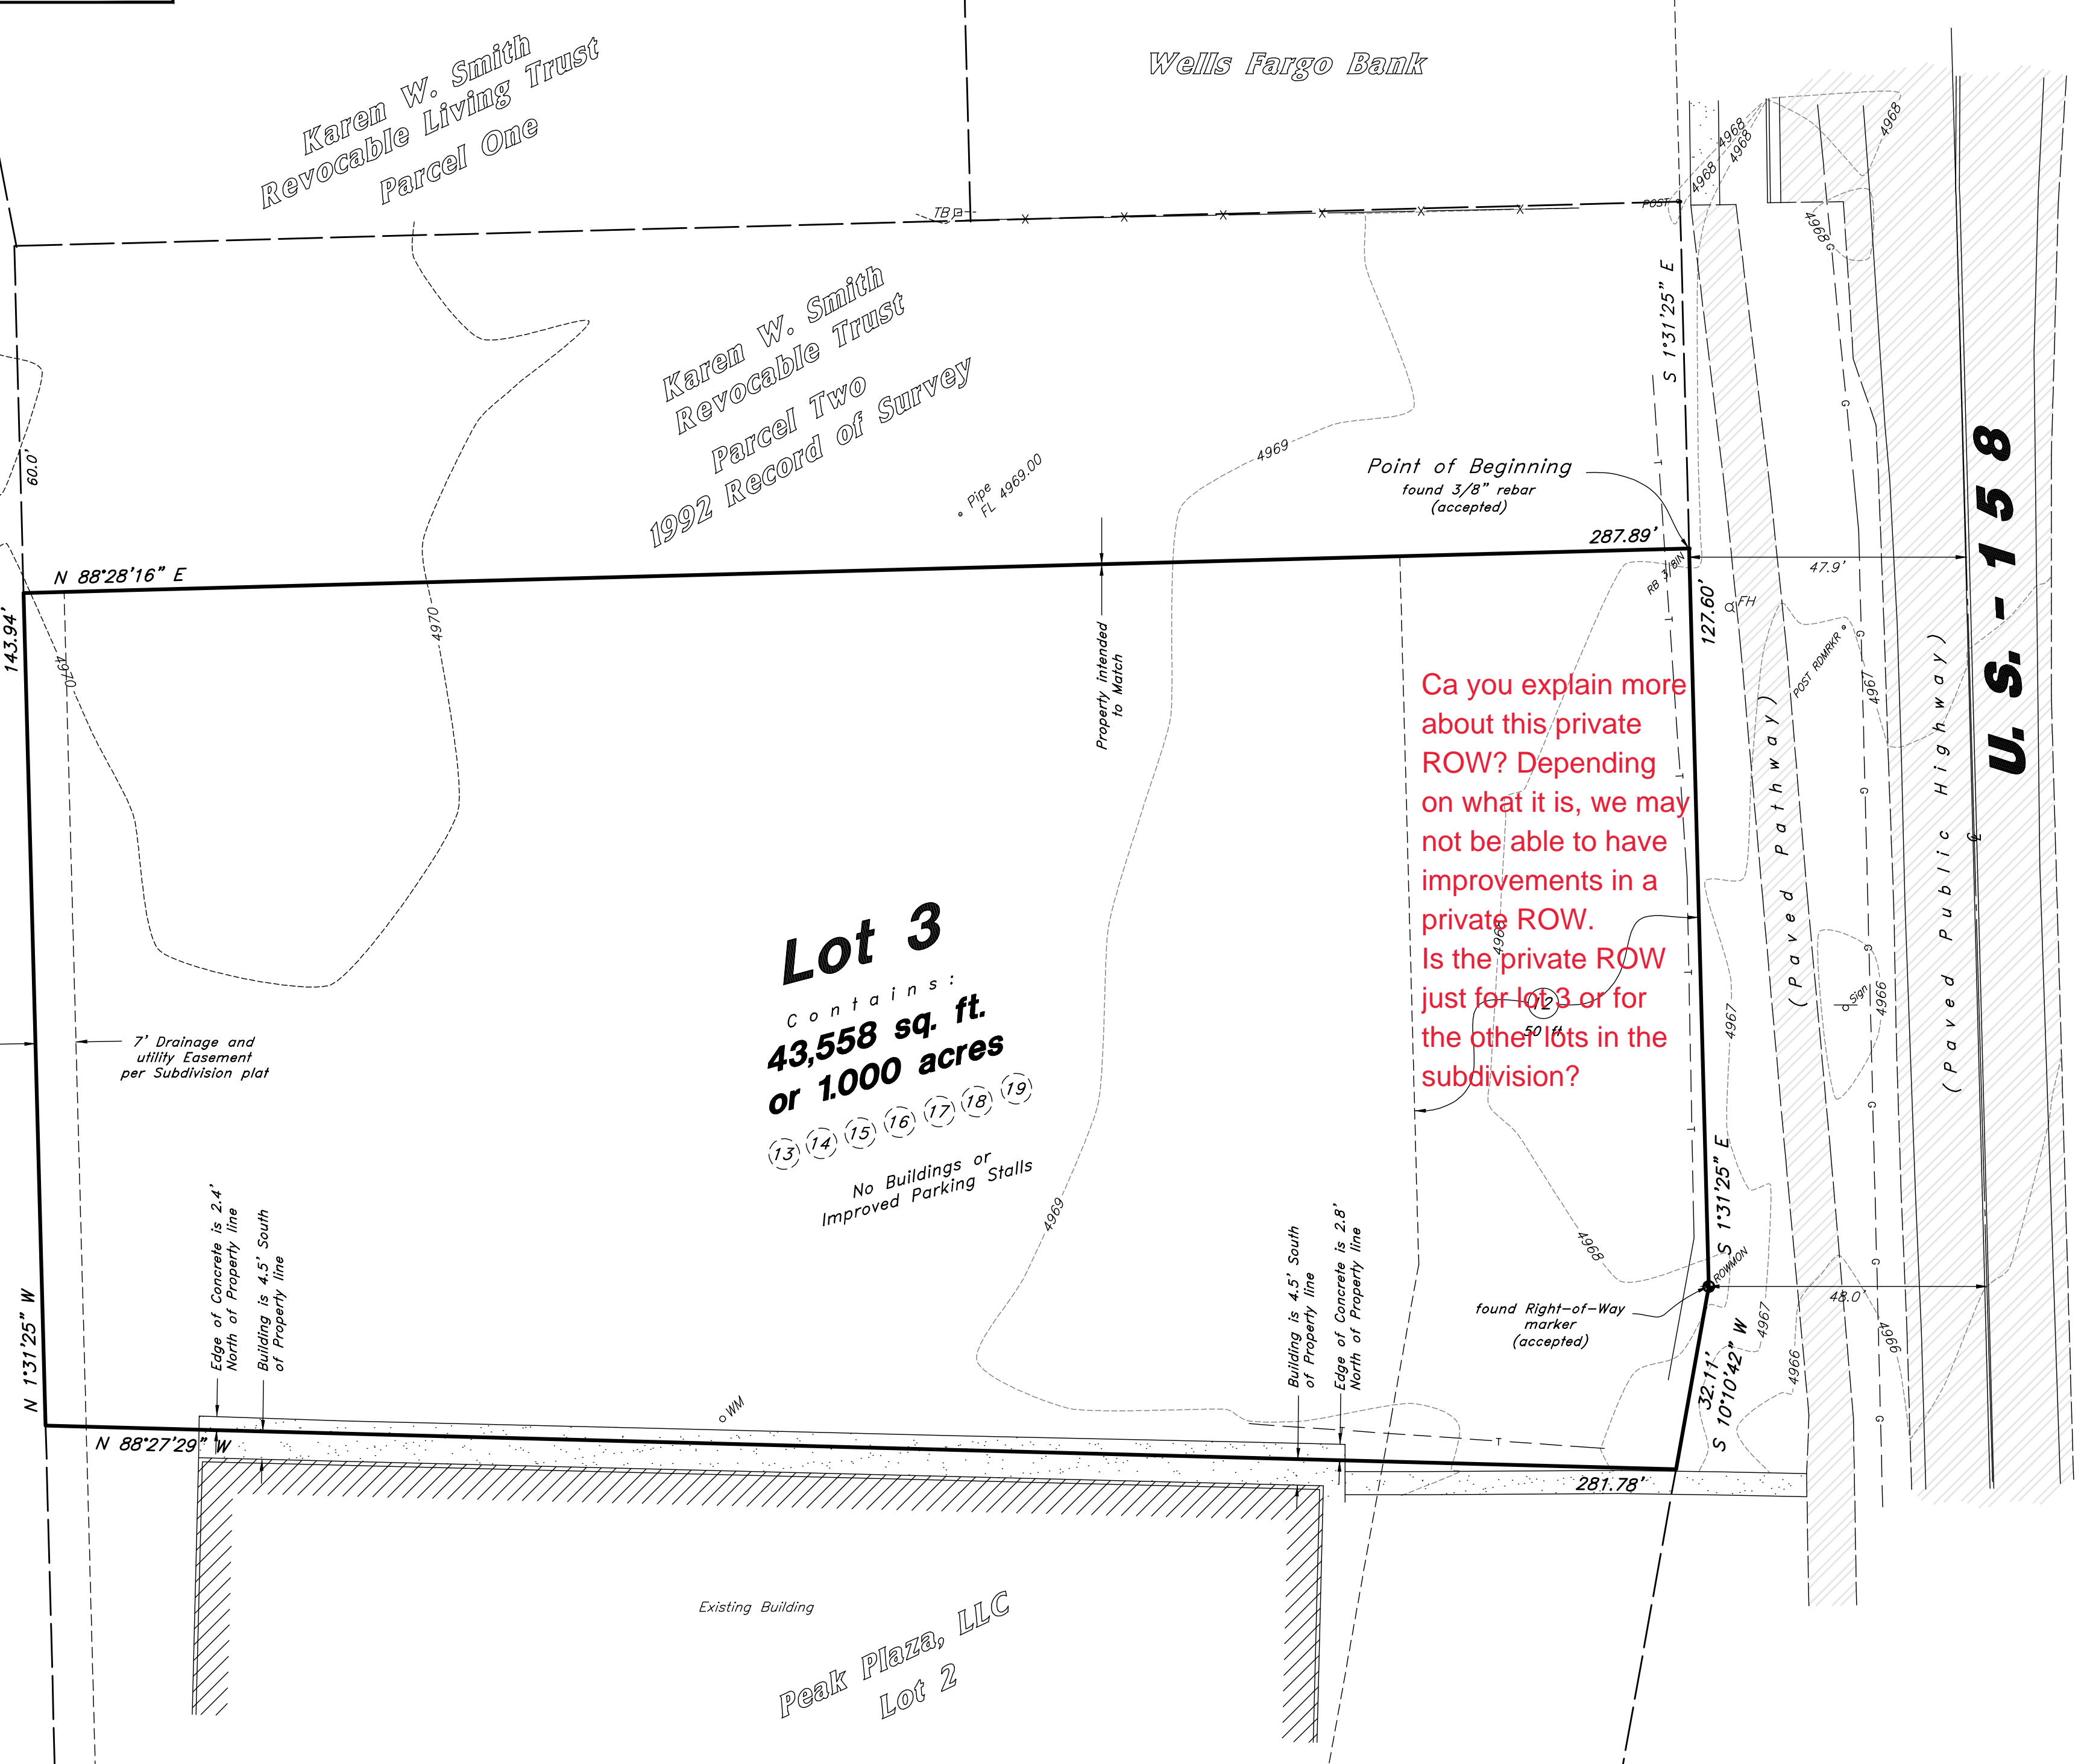 Karen W. Smith
Revocable Living Trust
Parcel One
Wells Fargo Bank
4968
4968
4968
4968
4968
TB
X X X X X X
POST
G
S 1°31'25" E
Karen W. Smith
Revocable Trust
Parcel Two
1992 Record of Survey
60.0'
Pipe
FL 4969.00
4969
Point of Beginning
found 3/8" rebar
(accepted)
G
U.S.-158
287.89'
N 88°28'16" E
RB 3/8IN
47.9'
143.94'
4970
4970
127.60'
FH
POST RDMRKR
G
4967
Property intended
to Match
Ca you explain more
about this private
ROW? Depending
on what it is, we may
not be able to have
improvements in a
private ROW.
Is the private ROW
just for lot 3 or for
the other lots in the
subdivision?
4968
12
50 ft
(Paved Pathway)
(Paved Public Highway)
G
G
Sign
4966
4967
Lot 3
Contains:
43,558 sq. ft.
or 1.000 acres
13 14 15 16 17 18 19
No Buildings or
Improved Parking Stalls
7' Drainage and
utility Easement
per Subdivision plat
G
S 1°31'25" E
4969
4968
Edge of Concrete is 2.4'
North of Property line
Building is 4.5' South
of Property line
Building is 4.5' South
of Property line
Edge of Concrete is 2.8'
North of Property line
G
ROWMON
48.0'
found Right-of-Way
marker
(accepted)
4967
4966
4966
N 1°31'25" W
32.11'
S 10°10'42" W
WM
G
T
N 88°27'29" W
281.78'
Existing Building
Peak Plaza, LLC
Lot 2